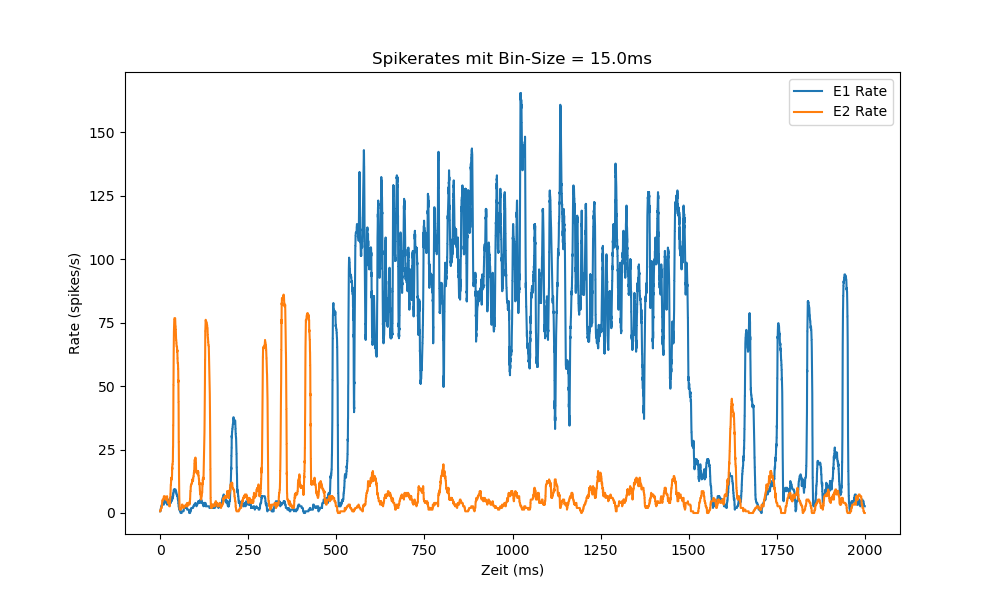 Spikerates mit Bin-Size = 15.0ms
E1 Rate
E2 Rate
150
125
100
75
50
25
0
Rate (spikes/s)
0 250 500 750 1000 1250 1500 1750 2000
Zeit (ms)